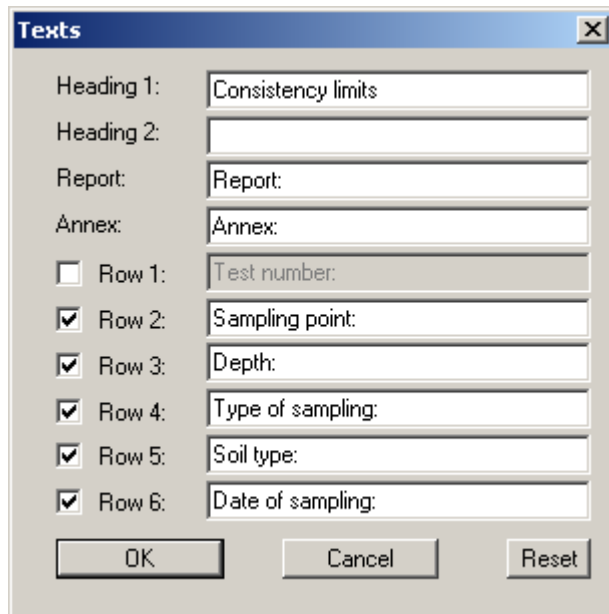 Texts
Heading 1: Consistency limits
Heading 2:
Report: Report:
Annex: Annex:
Row 1: Test number:
Row 2: Sampling point:
Row 3: Depth:
Row 4: Type of sampling:
Row 5: Soil type:
Row 6: Date of sampling:
OK Cancel Reset